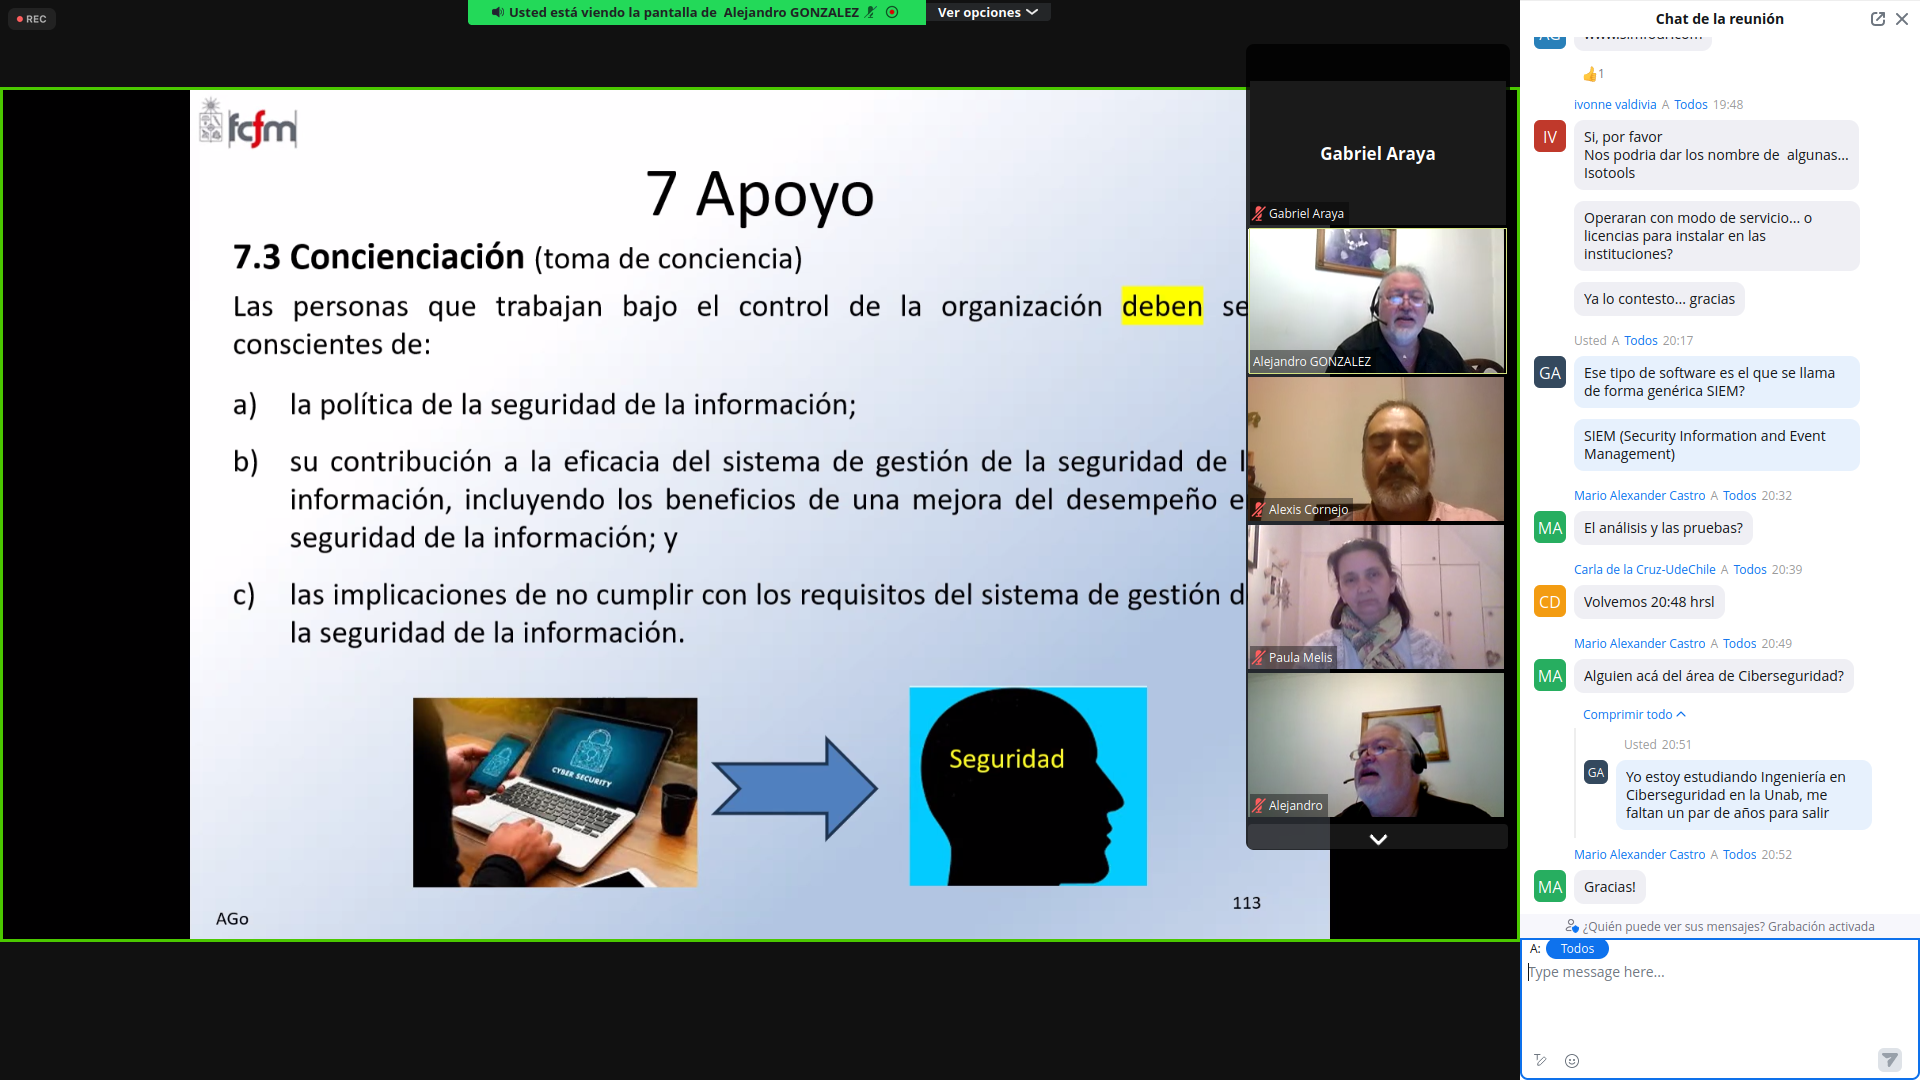 REC
Usted está viendo la pantalla de Alejandro GONZALEZ
Ver opciones
fcfm
7 Apoyo
7.3 Concienciación (toma de conciencia)
Las personas que trabajan bajo el control de la organización deben se
conscientes de:
a) la política de la seguridad de la información;
b) su contribución a la eficacia del sistema de gestión de la seguridad de l
información, incluyendo los beneficios de una mejora del desempeño e
seguridad de la información; y
c) las implicaciones de no cumplir con los requisitos del sistema de gestión d
la seguridad de la información.
CYBER SECURITY
Seguridad
AGo
113
Gabriel Araya
Gabriel Araya
Alejandro GONZALEZ
Alexis Cornejo
Paula Melis
Alejandro
Chat de la reunión
1
ivonne valdivia A Todos 19:48
IV
Si, por favor
Nos podria dar los nombre de algunas...
Isotools
Operaran con modo de servicio... o
licencias para instalar en las
instituciones?
Ya lo contesto... gracias
Usted A Todos 20:17
GA
Ese tipo de software es el que se llama
de forma genérica SIEM?
SIEM (Security Information and Event
Management)
Mario Alexander Castro A Todos 20:32
MA
El análisis y las pruebas?
Carla de la Cruz-UdeChile A Todos 20:39
CD
Volvemos 20:48 hrsl
Mario Alexander Castro A Todos 20:49
MA
Alguien acá del área de Ciberseguridad?
Comprimir todo
Usted 20:51
GA
Yo estoy estudiando Ingeniería en
Ciberseguridad en la Unab, me
faltan un par de años para salir
Mario Alexander Castro A Todos 20:52
MA
Gracias!
¿Quién puede ver sus mensajes? Grabación activada
A: Todos
Type message here...